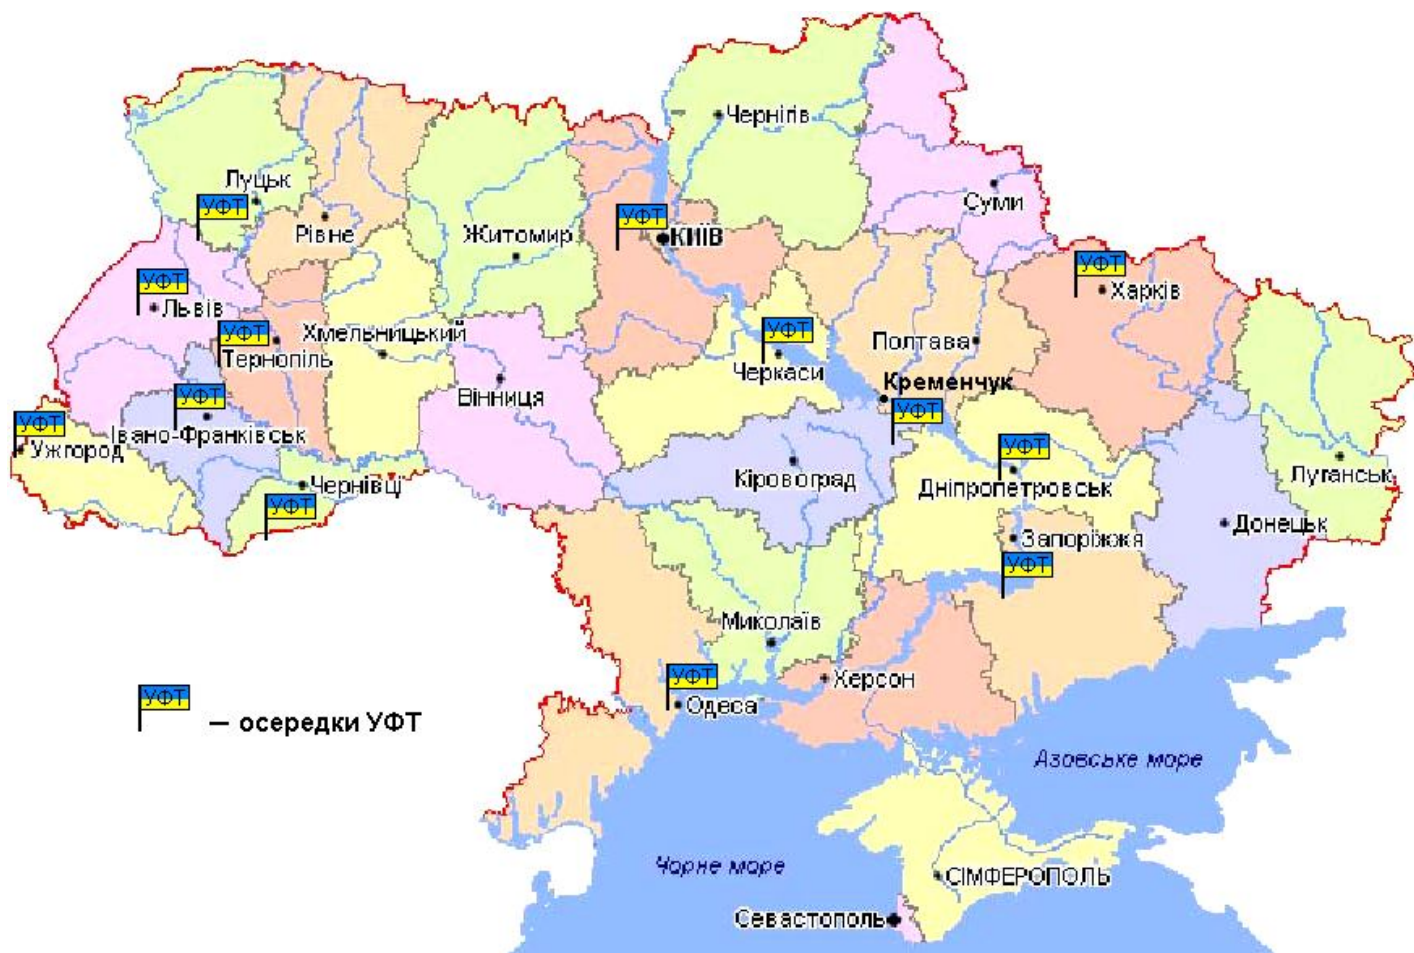 Чернігів
Луцьк
УФТ
Суми
Рівне
Житомир
УФТ
КИЇВ
УФТ
Львів
УФТ
Харків
УФТ
Тернопіль
Хмельницький
УФТ
Черкаси
Полтава
Вінниця
Кременчук
УФТ
Івано-Франківськ
УФТ
Ужгород
УФТ
УФТ
Дніпропетровськ
Кіровоград
Луганськ
Чернівці
УФТ
Донецьк
Запоріжжя
УФТ
Миколаїв
УФТ
Одеса
Херсон
УФТ
– осередки УФТ
Азовське море
Чорне море
СІМФЕРОПОЛЬ
Севастополь